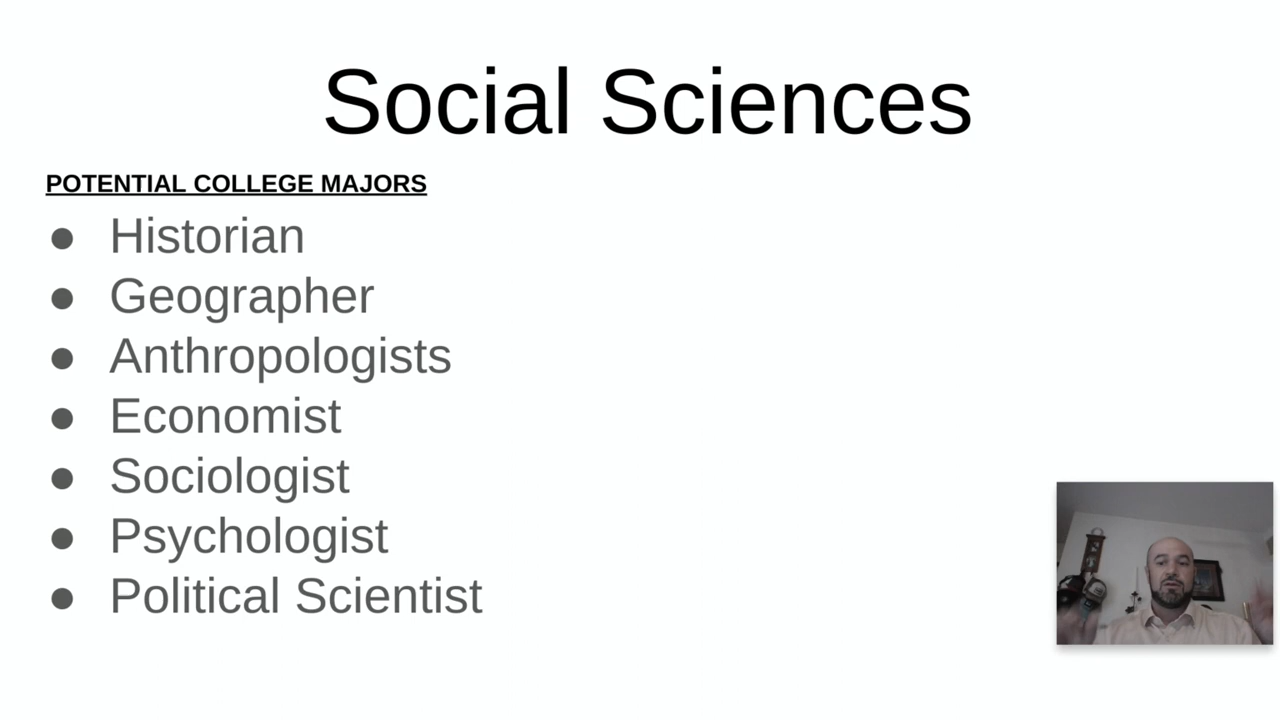 Social Sciences
POTENTIAL COLLEGE MAJORS
● Historian
● Geographer
● Anthropologists
● Economist
● Sociologist
● Psychologist
● Political Scientist